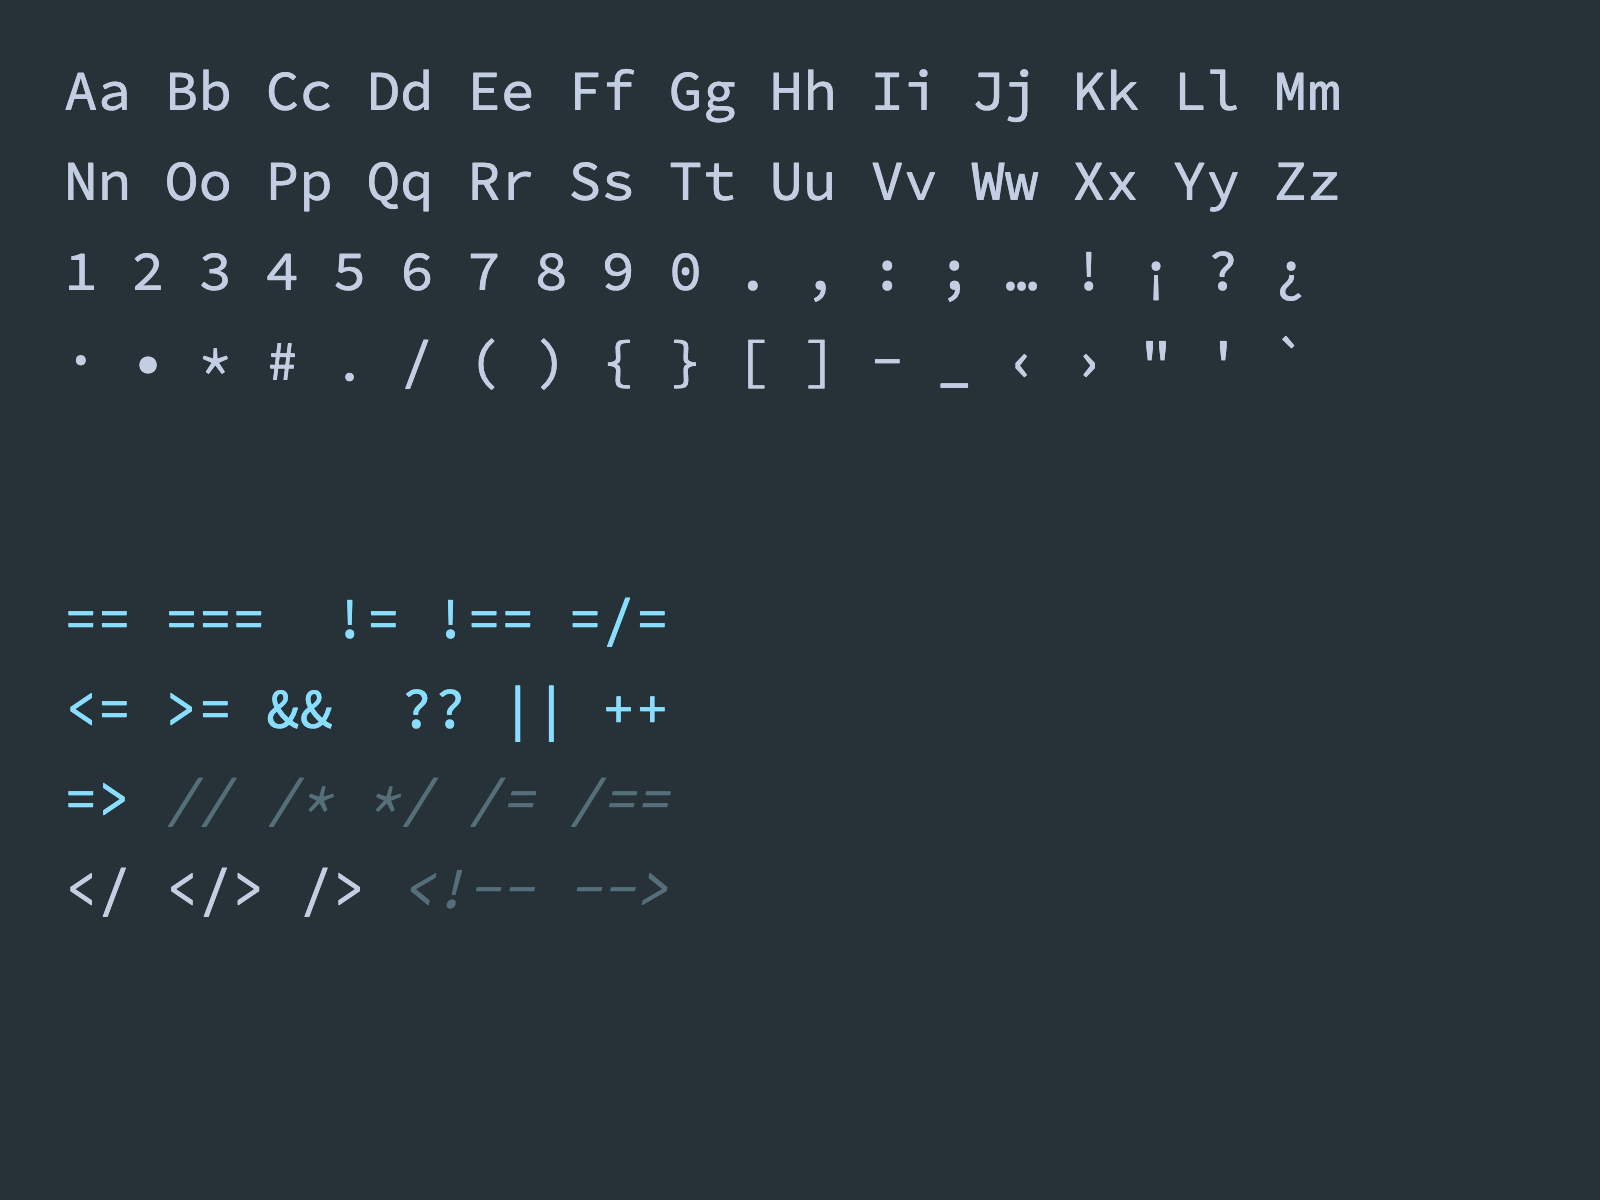 Aa Bb Cc Dd Ee Ff Gg Hh Ii Jj Kk Ll Mm
Nn Oo Pp Qq Rr Ss Tt Uu Vv Ww Xx Yy Zz
1 2 3 4 5 6 7 8 9 0 . , : ; … ! ¡ ? ¿
· • * # . / ( ) { } [ ] - _ ‹ › " ' `
== ===  != !== =/=
<= >= &&  ?? || ++
=> // /* */ /= /==
</ </> /> <!-- -->